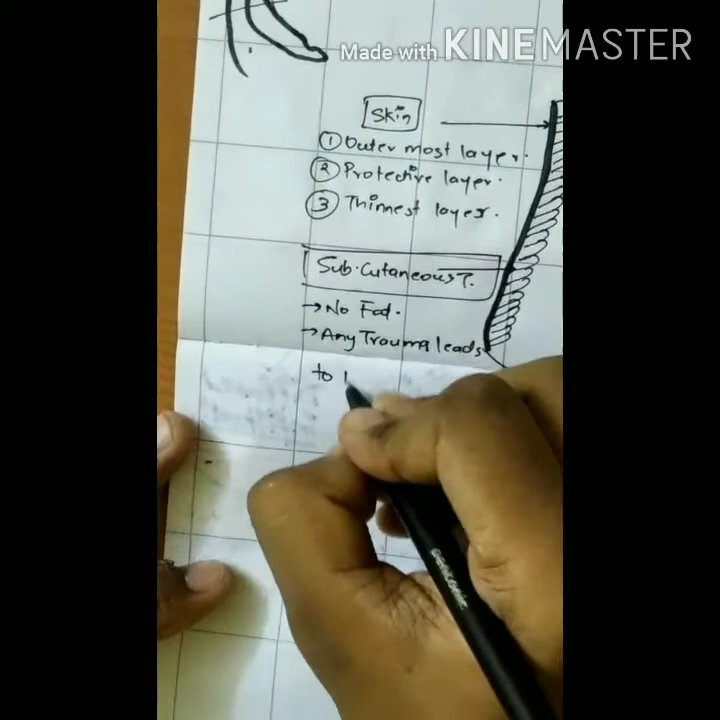 Made with KINEMASTER
Skin
① Outer most layer.
② Protective layer.
③ Thinnest layer.
Sub.Cutaneous T.
→ No Fat.
→ Any Trauma leads
to